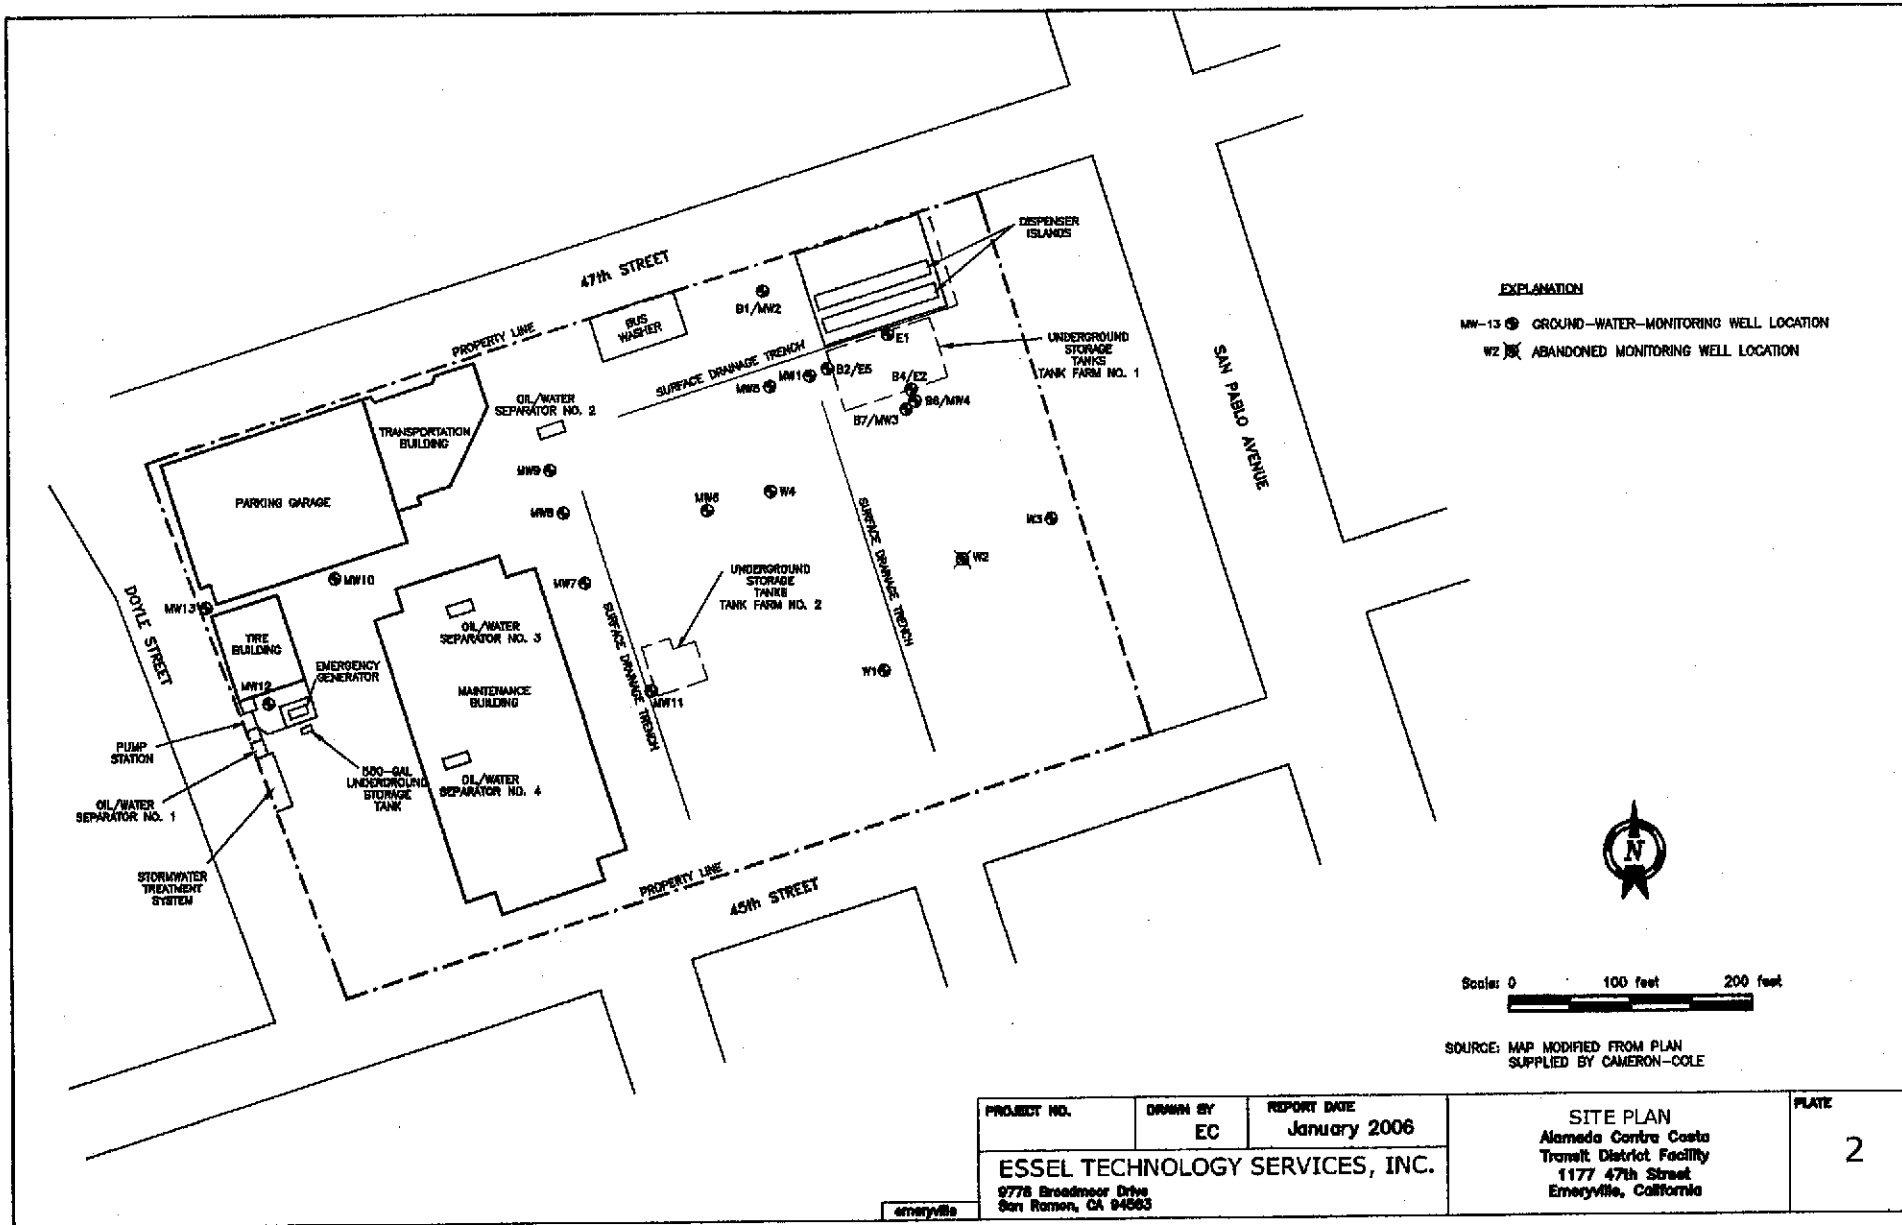 47th STREET
PROPERTY LINE
BUS
WASHER
B1/MW2
DISPENSER
ISLANDS
E1
UNDERGROUND
STORAGE
TANKS
TANK FARM NO. 1
SURFACE DRAINAGE TRENCH
MW5
MW1
B2/E5
B4/E2
B6/MW4
B7/MW3
SAN PABLO AVENUE
EXPLANATION
MW-13 GROUND-WATER-MONITORING WELL LOCATION
W2 ABANDONED MONITORING WELL LOCATION
OIL/WATER
SEPARATOR NO. 2
TRANSPORTATION
BUILDING
PARKING GARAGE
MW9
MW8
MW6
W4
W3
W2
SURFACE DRAINAGE TRENCH
MW10
MW7
UNDERGROUND
STORAGE
TANKS
TANK FARM NO. 2
MW13
DOYLE STREET
TIRE
BUILDING
EMERGENCY
GENERATOR
MW12
OIL/WATER
SEPARATOR NO. 3
MAINTENANCE
BUILDING
SURFACE DRAINAGE TRENCH
MW11
W1
PUMP
STATION
-GAL
UNDERGROUND
STORAGE
TANK
OIL/WATER
SEPARATOR NO. 4
OIL/WATER
SEPARATOR NO. 1
STORMWATER
TREATMENT
SYSTEM
PROPERTY LINE
45th STREET
N
Scale: 0 100 feet 200 feet
SOURCE: MAP MODIFIED FROM PLAN
SUPPLIED BY CAMERON-COLE
PROJECT NO.
DRAWN BY
EC
REPORT DATE
January 2006
ESSEL TECHNOLOGY SERVICES, INC.
9778 Broadmoor Drive
San Ramon, CA 94583
emeryville
SITE PLAN
Alameda Contra Costa
Transit District Facility
1177 47th Street
Emeryville, California
PLATE
2